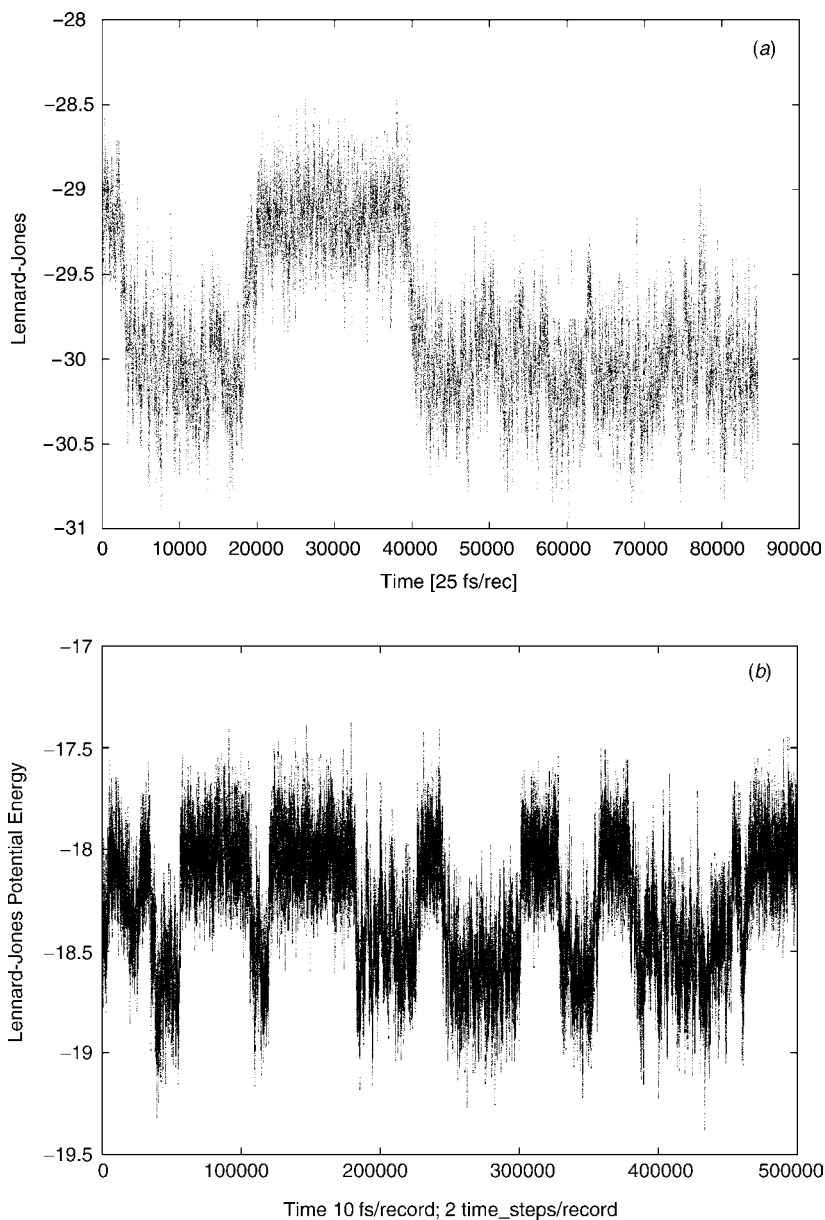 −28
(a)
−28.5
−29
−29.5
−30
−30.5
−31
Lennard-Jones
0 10000 20000 30000 40000 50000 60000 70000 80000 90000
Time [25 fs/rec]
−17
(b)
−17.5
−18
−18.5
−19
−19.5
Lennard-Jones Potential Energy
0 100000 200000 300000 400000 500000
Time 10 fs/record; 2 time_steps/record